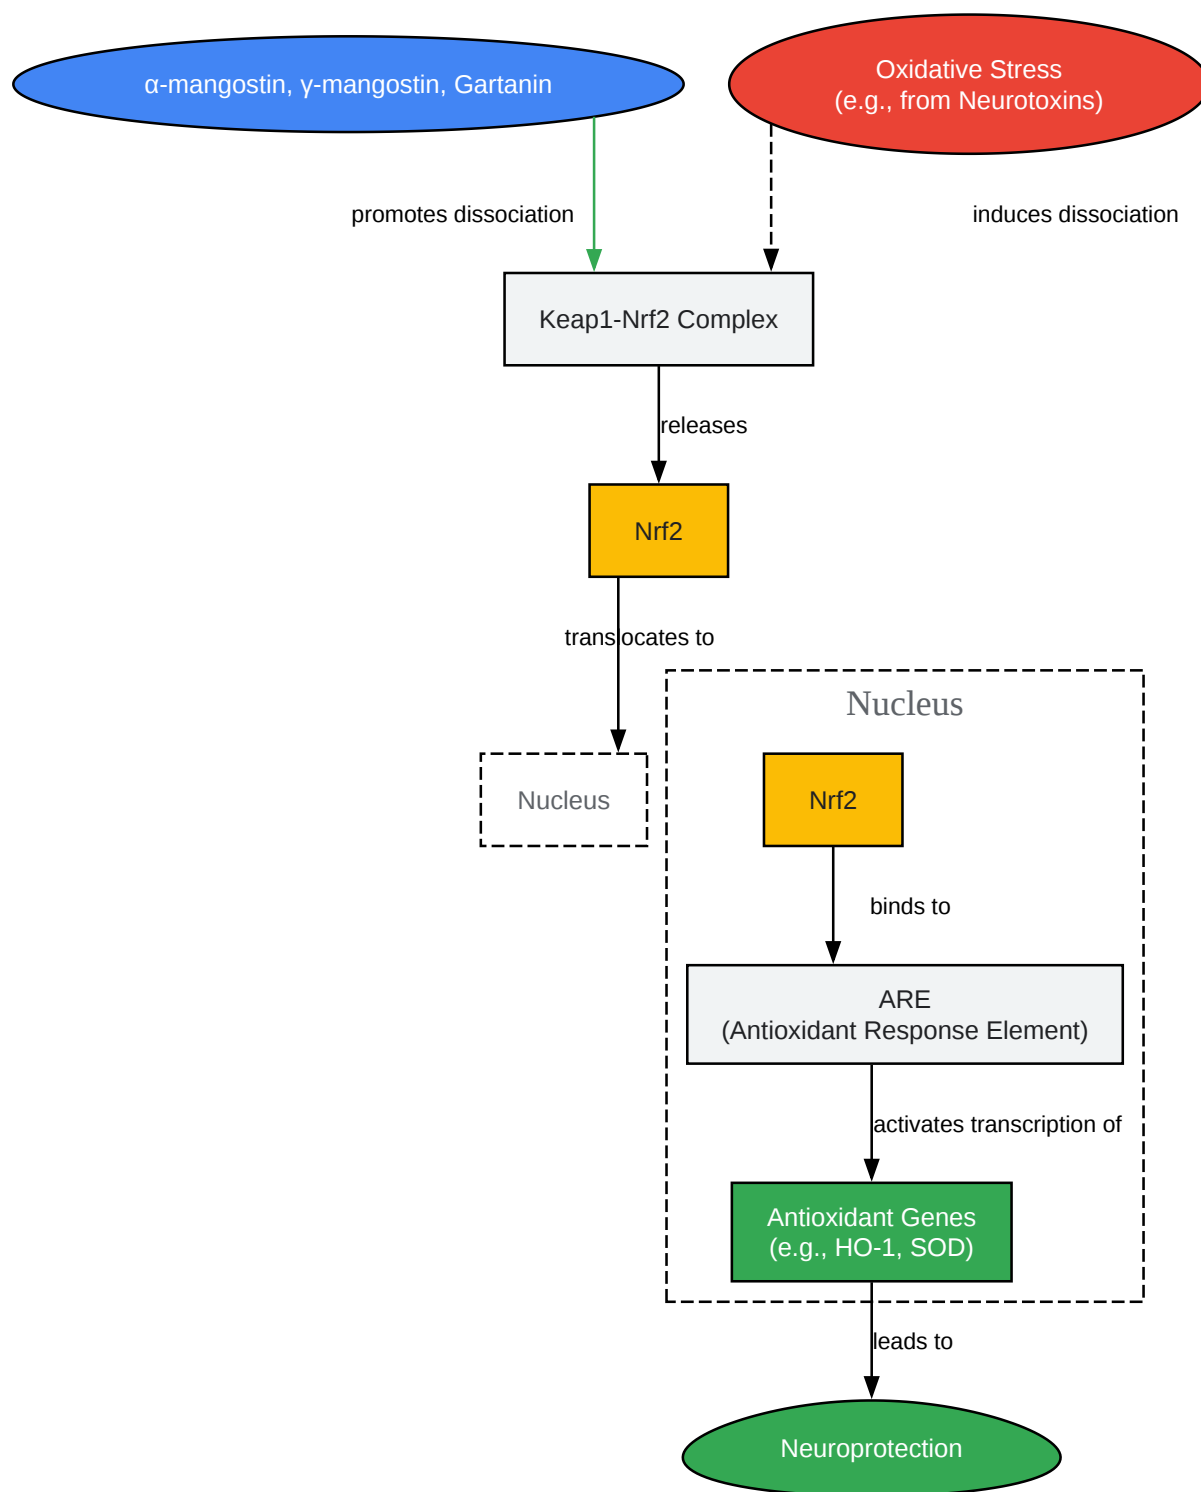 α-mangostin, γ-mangostin, Gartanin
Oxidative Stress
(e.g., from Neurotoxins)
promotes dissociation
induces dissociation
Keap1-Nrf2 Complex
releases
Nrf2
translocates to
Nucleus
Nucleus
Nrf2
binds to
ARE
(Antioxidant Response Element)
activates transcription of
Antioxidant Genes
(e.g., HO-1, SOD)
leads to
Neuroprotection